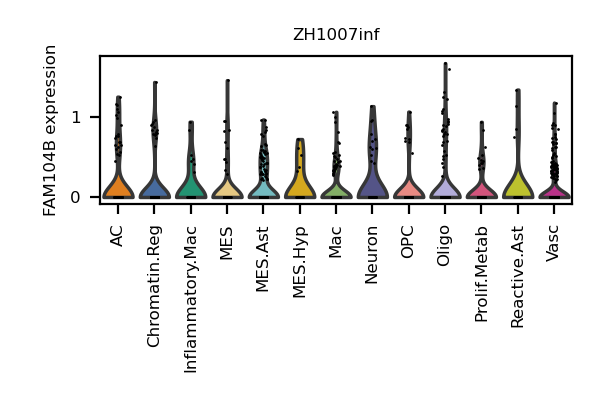 ZH1007inf
FAM104B expression
1
0
AC
Chromatin.Reg
Inflammatory.Mac
MES
MES.Ast
MES.Hyp
Mac
Neuron
OPC
Oligo
Prolif.Metab
Reactive.Ast
Vasc